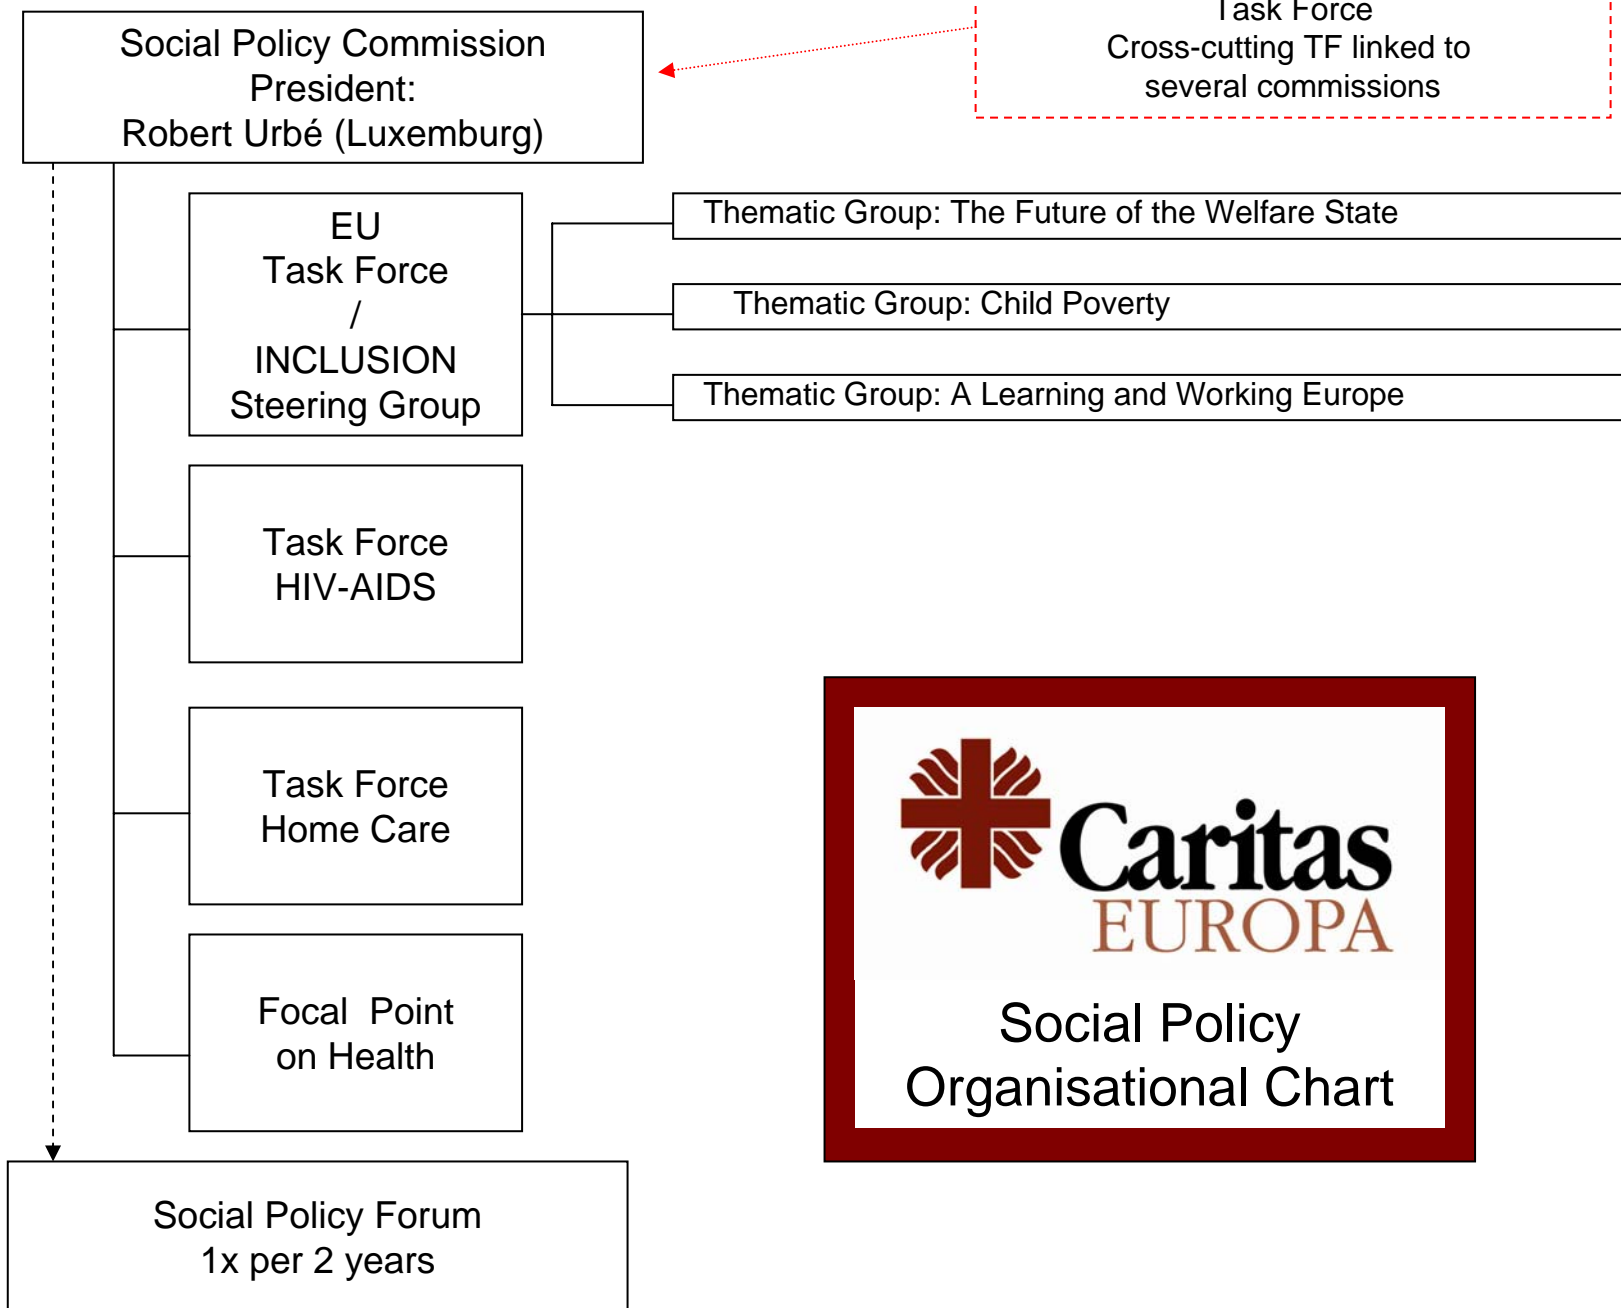 Social Policy Commission
President:
Robert Urbé (Luxemburg)
Task Force
Cross-cutting TF linked to
several commissions
EU
Task Force
/
INCLUSION
Steering Group
Thematic Group: The Future of the Welfare State
Thematic Group: Child Poverty
Thematic Group: A Learning and Working Europe
Task Force
HIV-AIDS
Task Force
Home Care
Focal Point
on Health
Social Policy Forum
1x per 2 years
Caritas
EUROPA
Social Policy
Organisational Chart